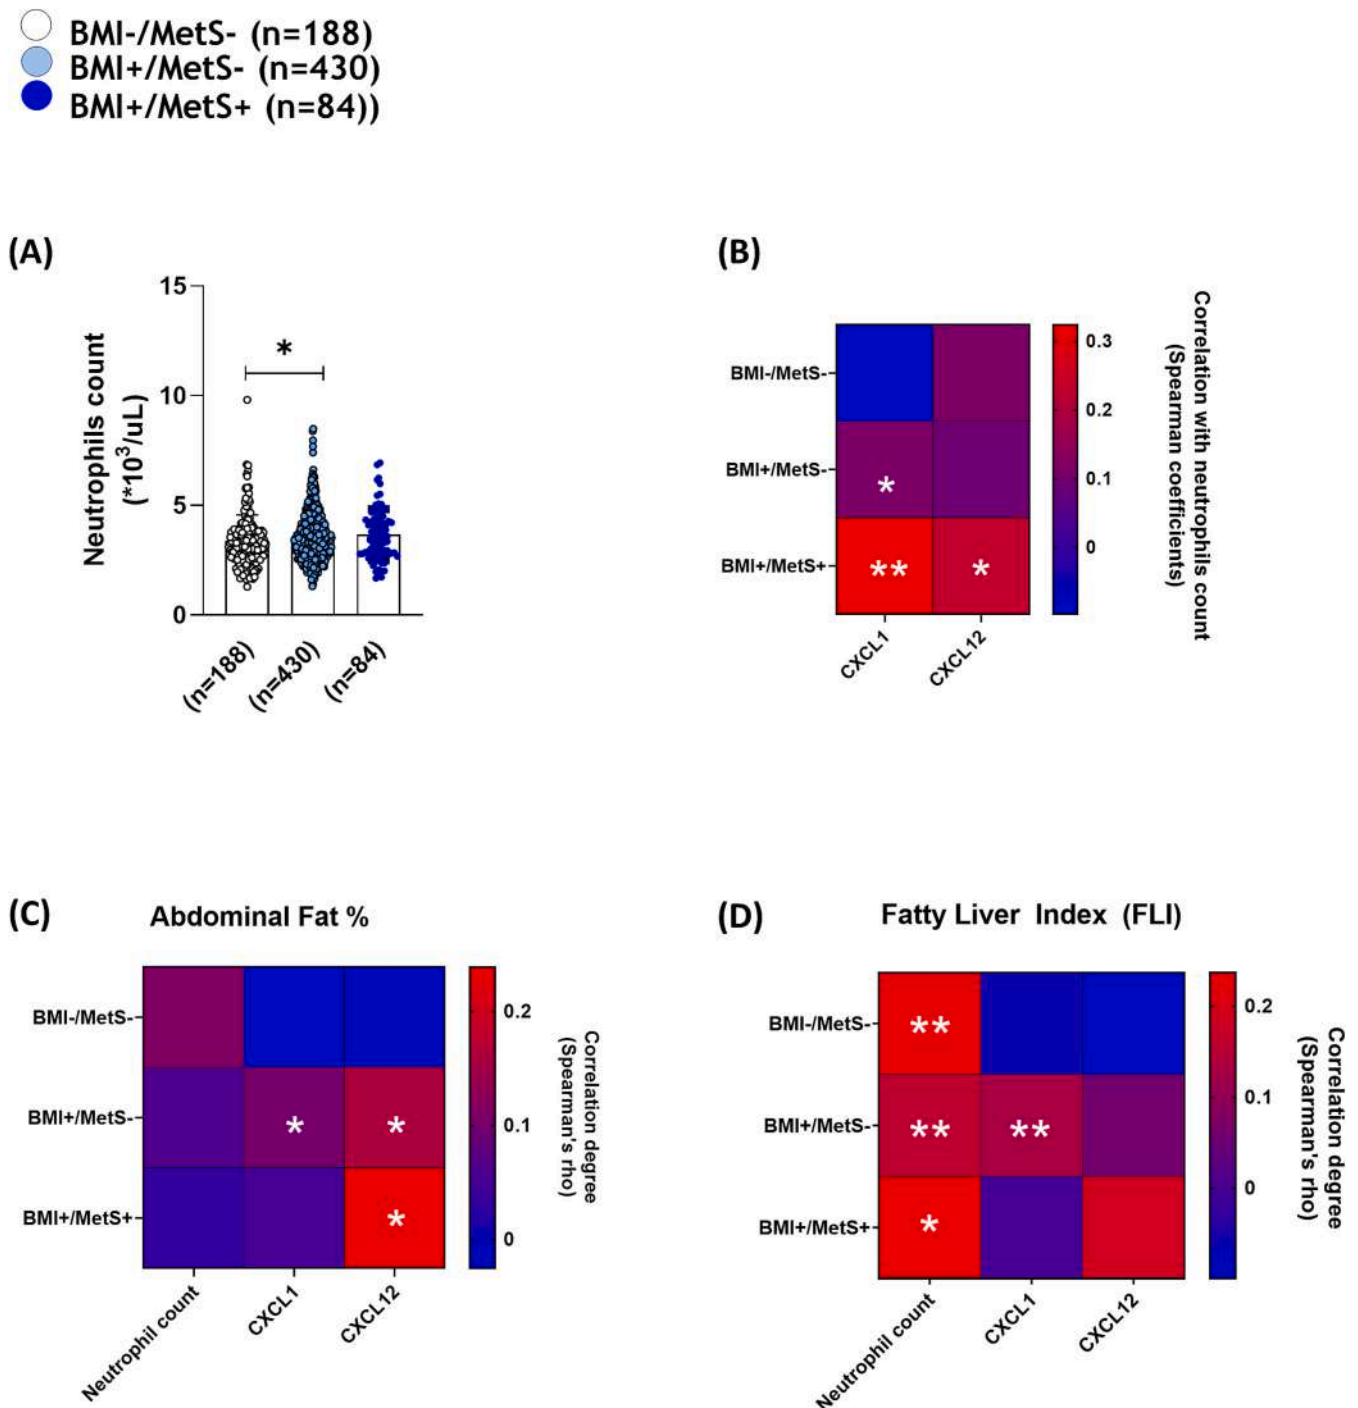 BMI-/MetS- (n=188)
BMI+/MetS- (n=430)
BMI+/MetS+ (n=84))
(A)
Neutrophils count
(*10³/uL)
15
10
5
0
*
(n=188)
(n=430)
(n=84)
(B)
BMI-/MetS-
BMI+/MetS-
BMI+/MetS+
*
**
*
CXCL1
CXCL12
0.3
0.2
0.1
0
Correlation with neutrophils count
(Spearman coefficients)
(C)
Abdominal Fat %
BMI-/MetS-
BMI+/MetS-
BMI+/MetS+
*
*
*
Neutrophil count
CXCL1
CXCL12
0.2
0.1
0
Correlation degree
(Spearman's rho)
(D)
Fatty Liver Index (FLI)
BMI-/MetS-
BMI+/MetS-
BMI+/MetS+
**
**
**
*
Neutrophil count
CXCL1
CXCL12
0.2
0.1
0
Correlation degree
(Spearman's rho)